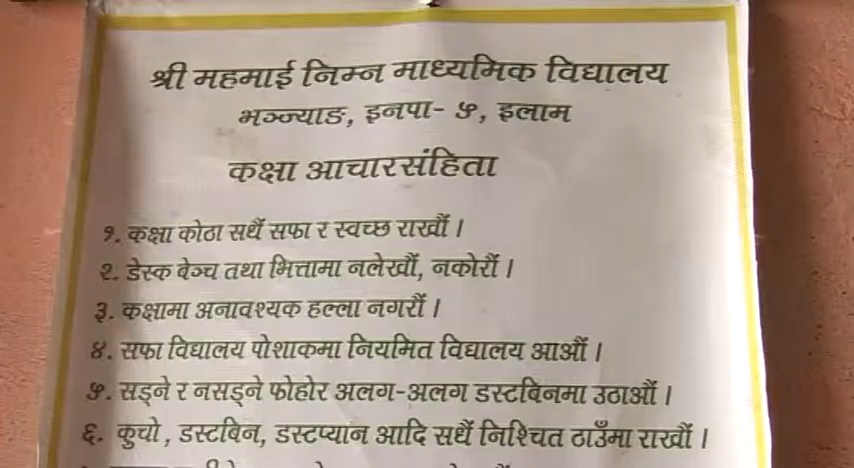 श्री महमाई निम्न माध्यमिक विद्यालय
भञ्ज्याङ, इनपा- ५, इलाम
कक्षा आचारसंहिता
१. कक्षा कोठा सधैँ सफा र स्वच्छ राखौँ ।
२. डेस्क बेञ्च तथा भित्तामा नलेखौँ, नकोरौँ ।
३. कक्षामा अनावश्यक हल्ला नगरौँ ।
४. सफा विद्यालय पोशाकमा नियमित विद्यालय आऔँ ।
५. सड्ने र नसड्ने फोहोर अलग-अलग डस्टबिनमा उठाऔँ ।
६. कुचो , डस्टबिन, डस्टप्यान आदि सधैँ निश्चित ठाउँमा राखौँ ।